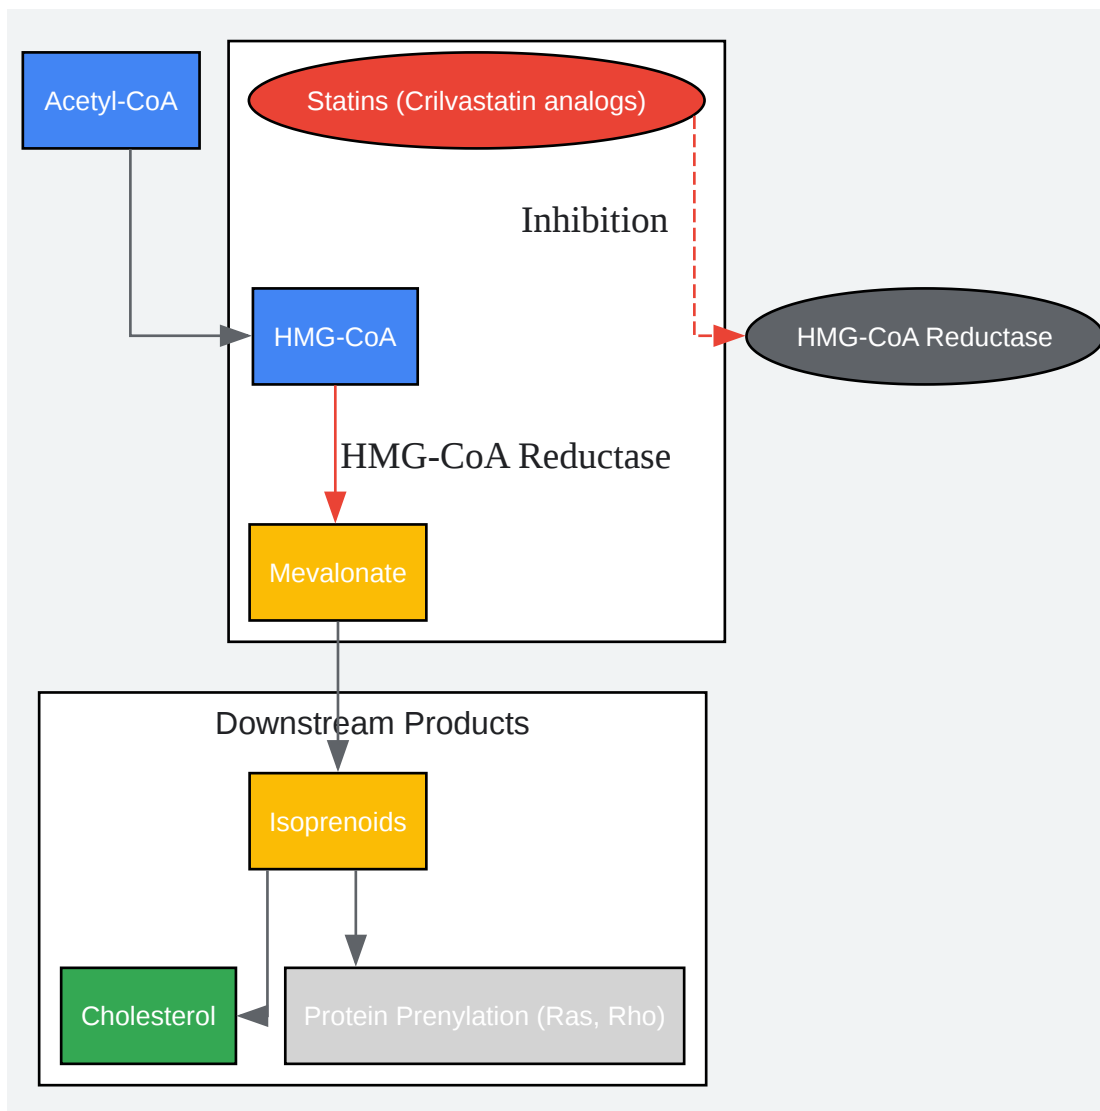 Acetyl-CoA
Statins (Crilvastatin analogs)
Inhibition
HMG-CoA
HMG-CoA Reductase
HMG-CoA Reductase
Mevalonate
Downstream Products
Isoprenoids
Cholesterol
Protein Prenylation (Ras, Rho)